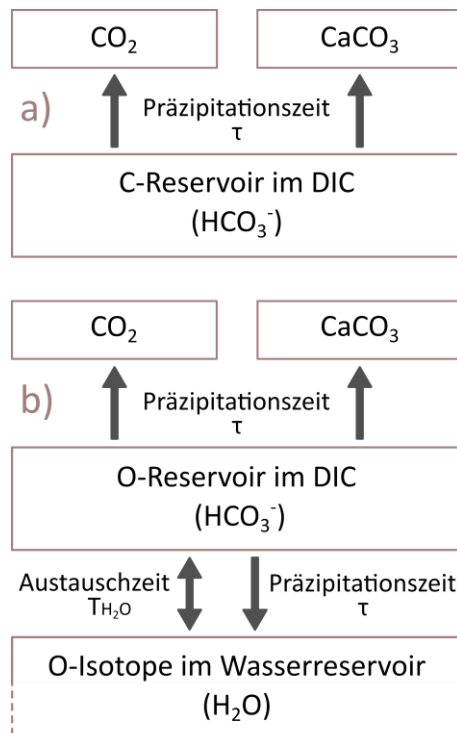 CO₂
CaCO₃
a)
Präzipitationszeit
τ
C-Reservoir im DIC
(HCO₃⁻)
CO₂
CaCO₃
b)
Präzipitationszeit
τ
O-Reservoir im DIC
(HCO₃⁻)
Austauschzeit
T_H₂O
Präzipitationszeit
τ
O-Isotope im Wasserreservoir
(H₂O)